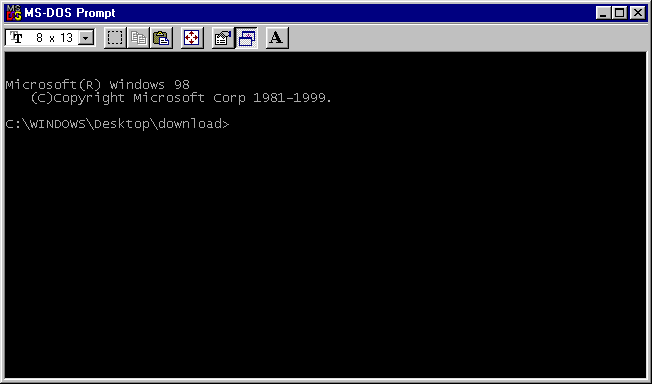 MS-DOS Prompt
8 x 13
A
Microsoft(R) Windows 98
(C)Copyright Microsoft Corp 1981-1999.
C:\WINDOWS\Desktop\download>